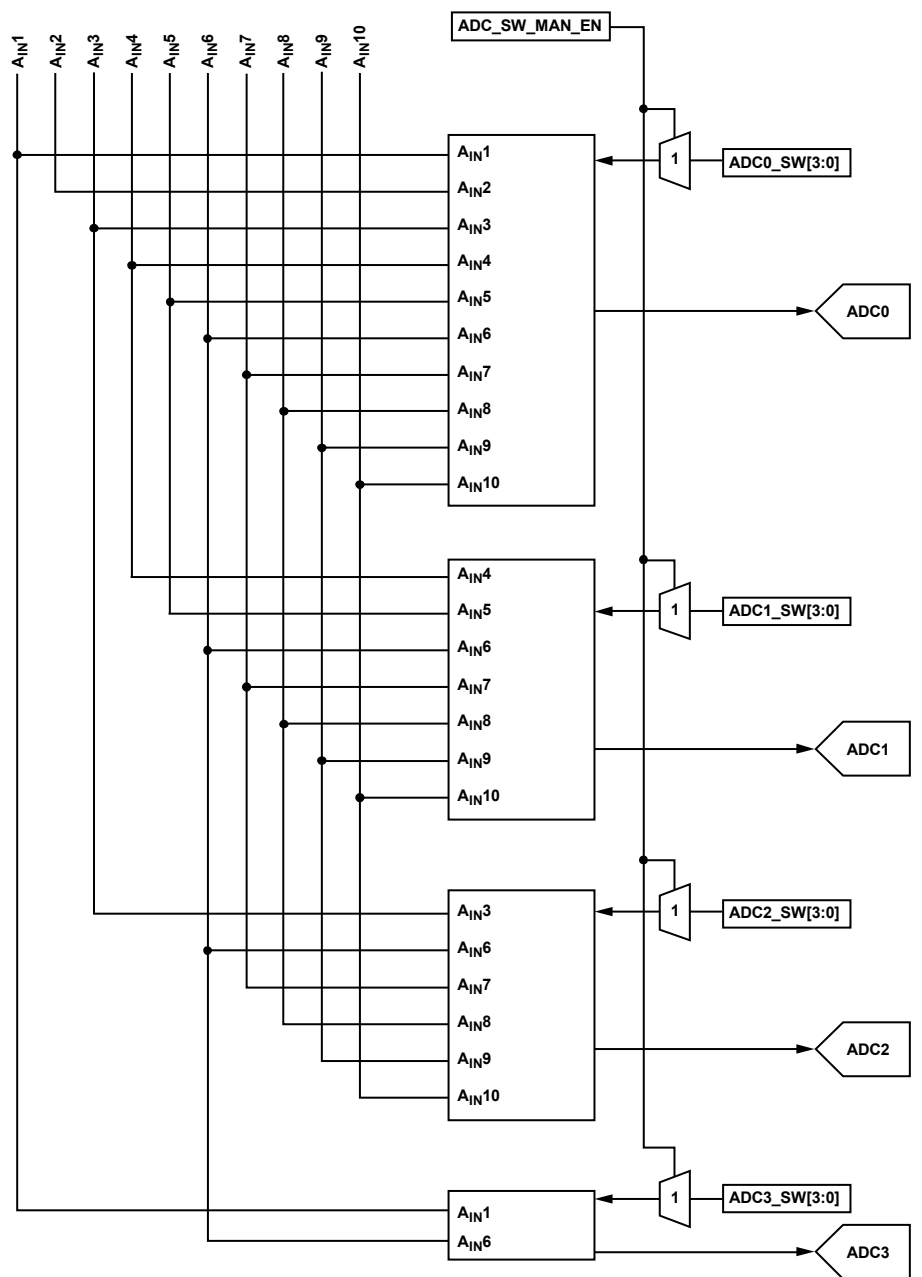 AIN1
AIN2
AIN3
AIN4
AIN5
AIN6
AIN7
AIN8
AIN9
AIN10
ADC_SW_MAN_EN
AIN1
AIN2
AIN3
AIN4
AIN5
AIN6
AIN7
AIN8
AIN9
AIN10
1
ADC0_SW[3:0]
ADC0
AIN4
AIN5
AIN6
AIN7
AIN8
AIN9
AIN10
1
ADC1_SW[3:0]
ADC1
AIN3
AIN6
AIN7
AIN8
AIN9
AIN10
1
ADC2_SW[3:0]
ADC2
AIN1
AIN6
1
ADC3_SW[3:0]
ADC3